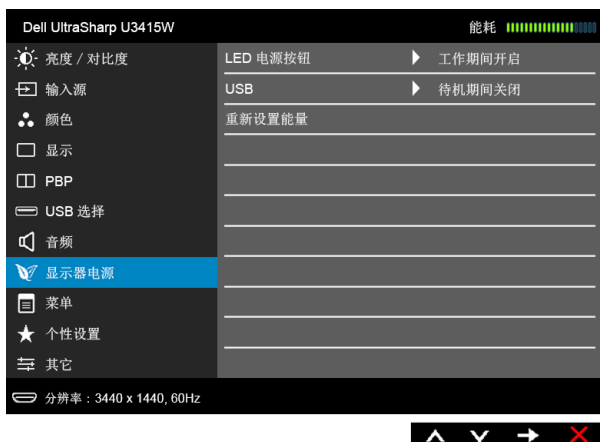 Dell UltraSharp U3415W 能耗
亮度 / 对比度 LED 电源按钮 工作期间开启
输入源 USB 待机期间关闭
颜色 重新设置能量
显示
PBP
USB 选择
音频
显示器电源
菜单
个性设置
其它
分辨率：3440 x 1440, 60Hz